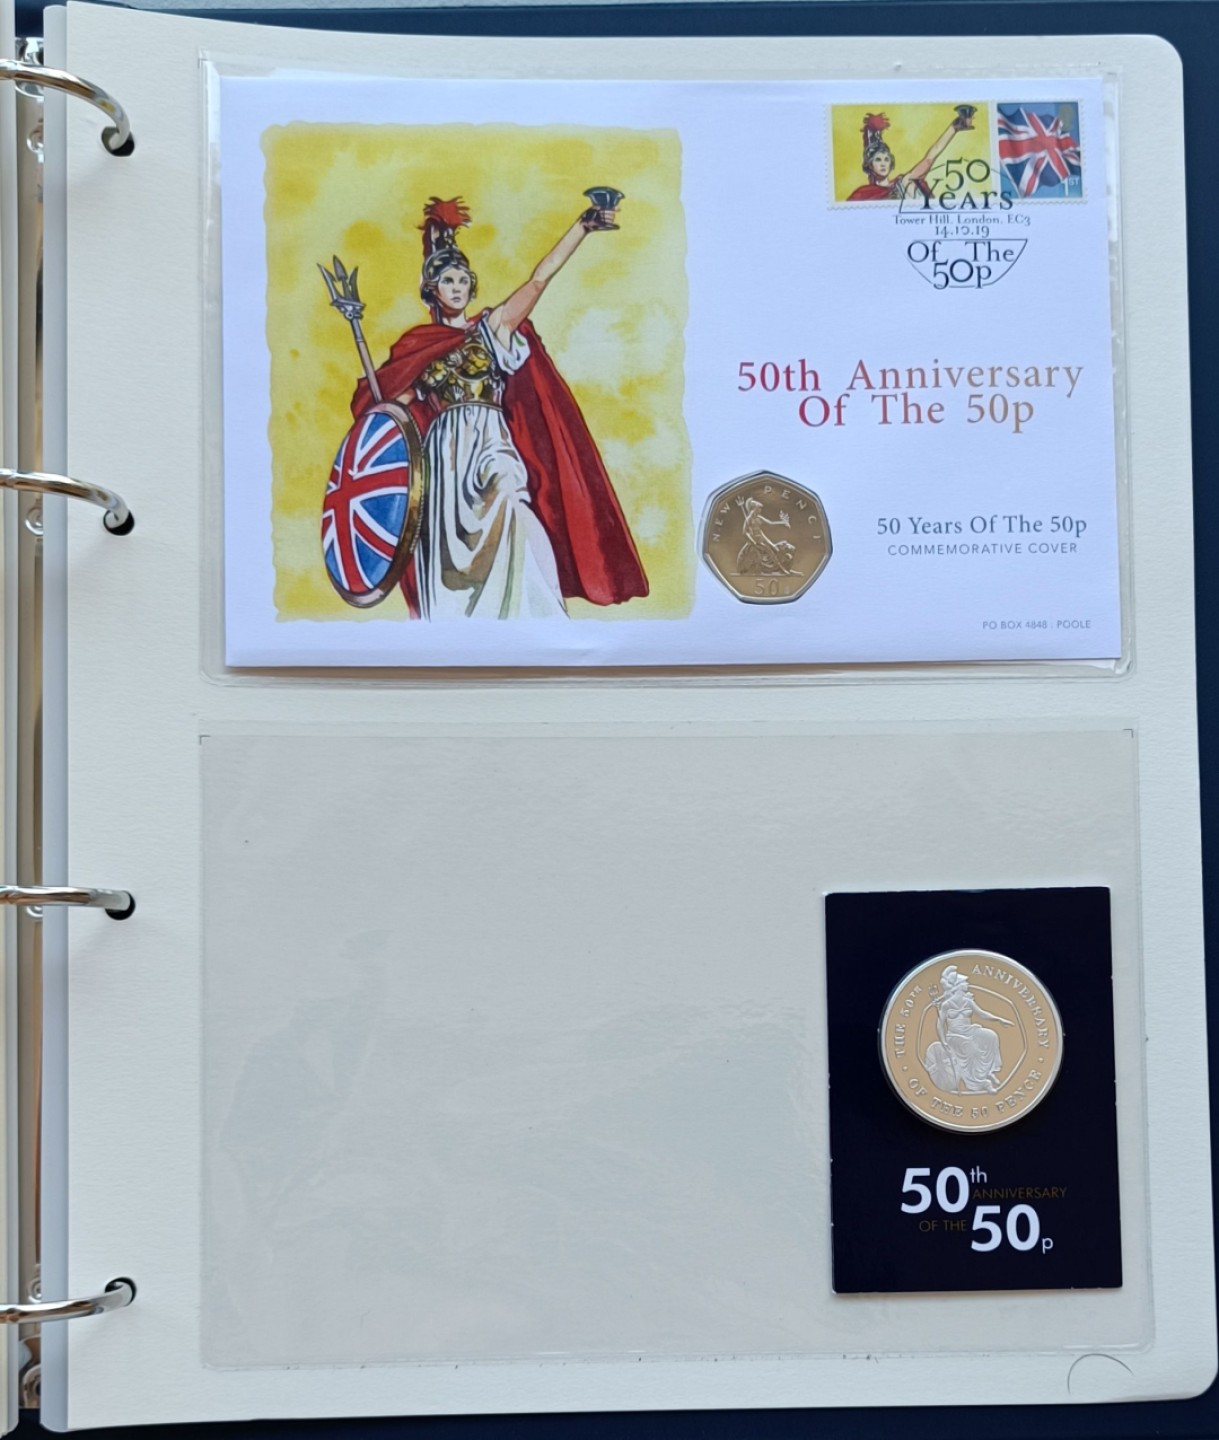 1ST
50
Years
Tower Hill, London, EC3
14.10.19
Of The
50p
50th Anniversary
Of The 50p
NEW PENCE
50
50 Years Of The 50p
COMMEMORATIVE COVER
PO BOX 4848 | POOLE
THE 50TH ANNIVERSARY
· OF THE 50 PENCE ·
50th
ANNIVERSARY
OF THE
50p